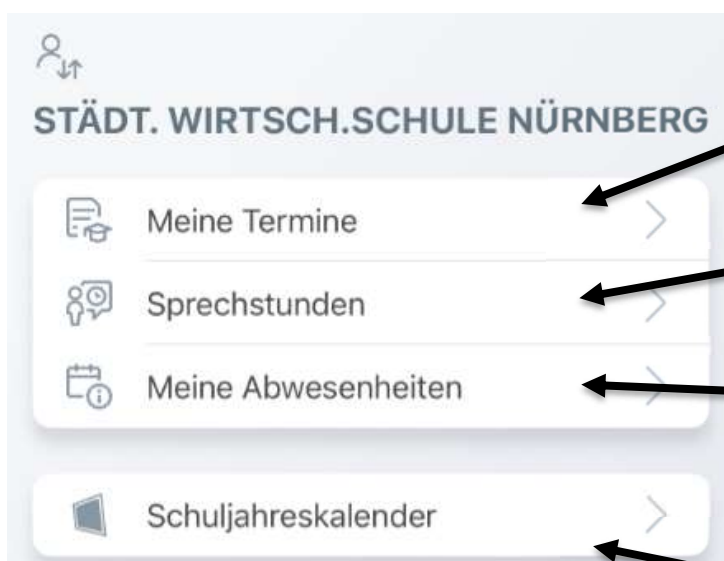 STÄDT. WIRTSCH.SCHULE NÜRNBERG
Meine Termine
Sprechstunden
Meine Abwesenheiten
Schuljahreskalender